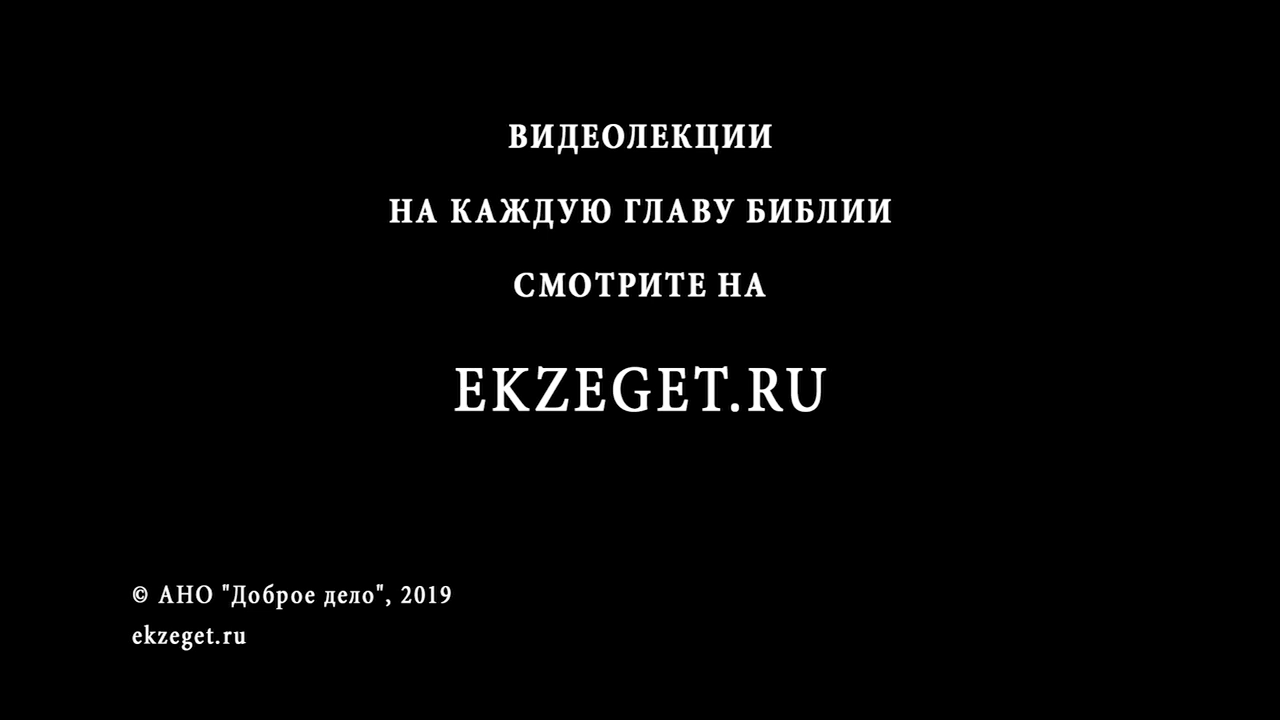 ВИДЕОЛЕКЦИИ
НА КАЖДУЮ ГЛАВУ БИБЛИИ
СМОТРИТЕ НА
EKZEGET.RU
© АНО "Доброе дело", 2019
ekzeget.ru